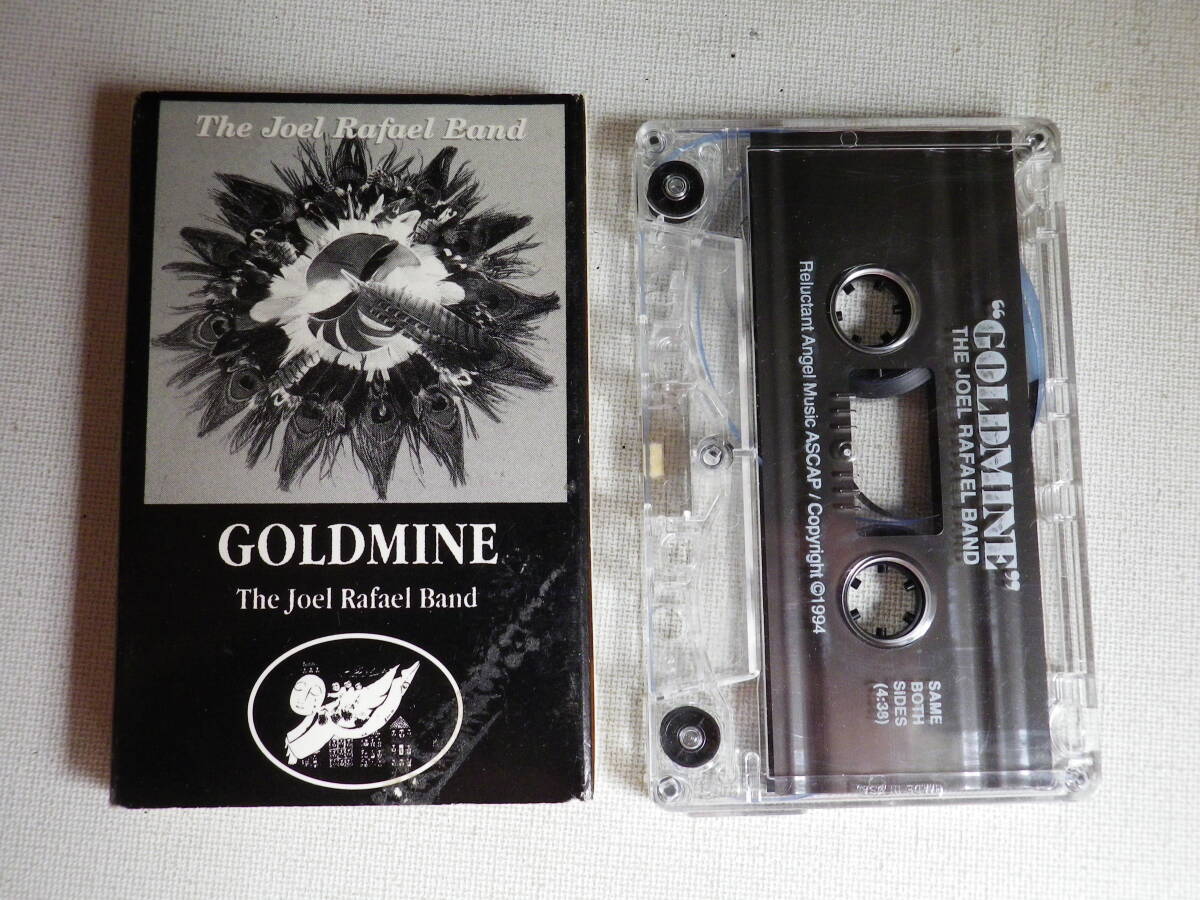 The Joel Rafael Band
GOLDMINE
The Joel Rafael Band
“GOLDMINE”
THE JOEL RAFAEL BAND
Reluctant Angel Music ASCAP / Copyright ©1994
SAME
BOTH
SIDES
(4:38)